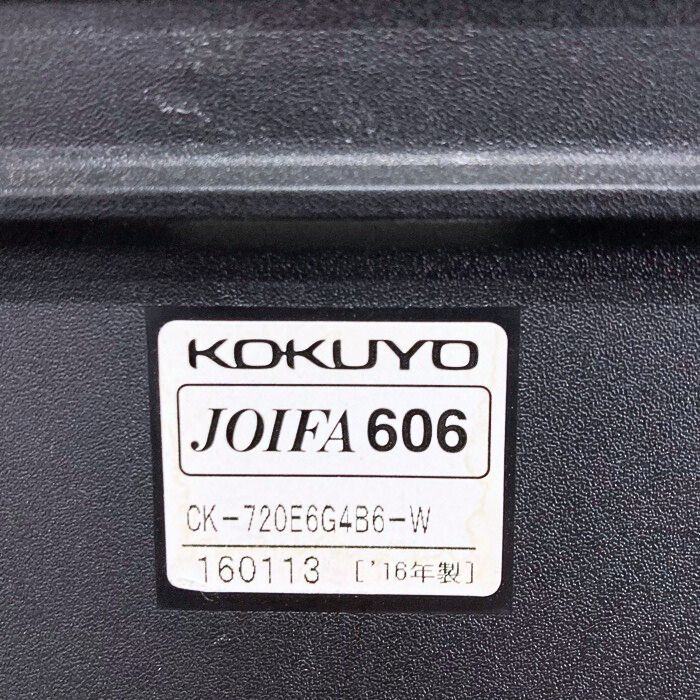 KOKUYO
JOIFA 606
CK-720E6G4B6-W
160113 ['16年製]